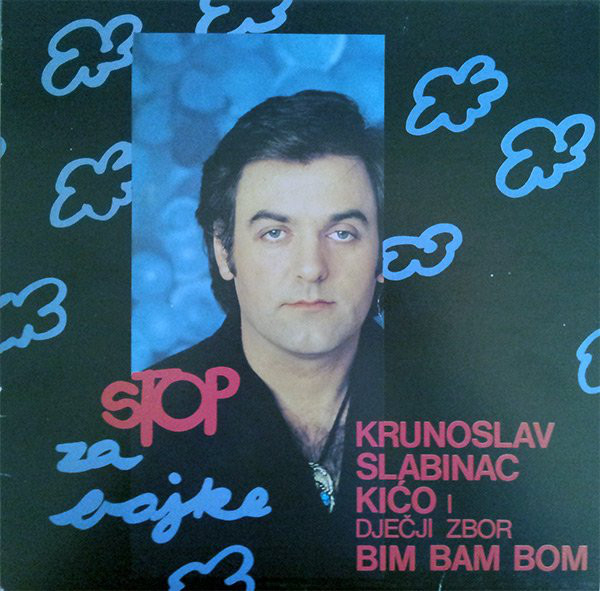 STOP
za
bajke
KRUNOSLAV
SLABINAC
KIĆO I
DJEČJI ZBOR
BIM BAM BOM